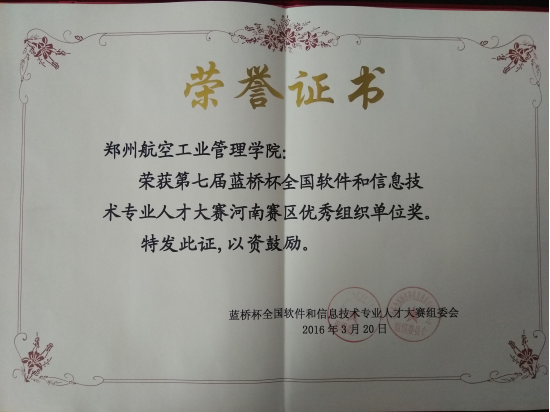 荣誉证书
郑州航空工业管理学院:
荣获第七届蓝桥杯全国软件和信息技
术专业人才大赛河南赛区优秀组织单位奖。
特发此证,以资鼓励。
蓝桥杯全国软件和信息技术专业人才大赛组委会
2016年3月20日